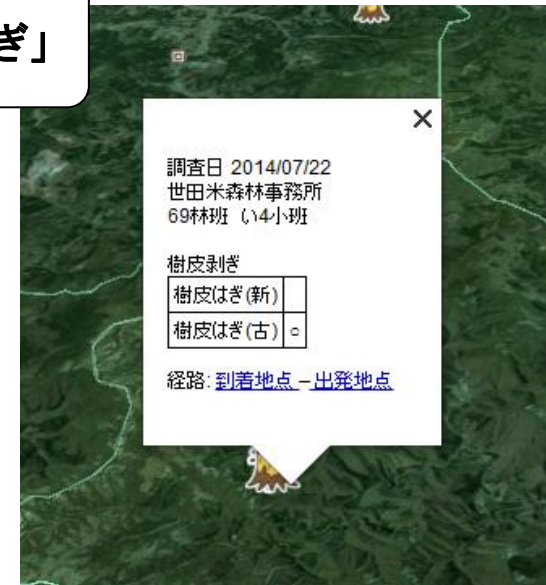 ぎ」
調査日 2014/07/22
世田米森林事務所
69林班 い4小班
樹皮剥ぎ
樹皮はぎ(新)
樹皮はぎ(古) ○
経路: 到着地点 – 出発地点